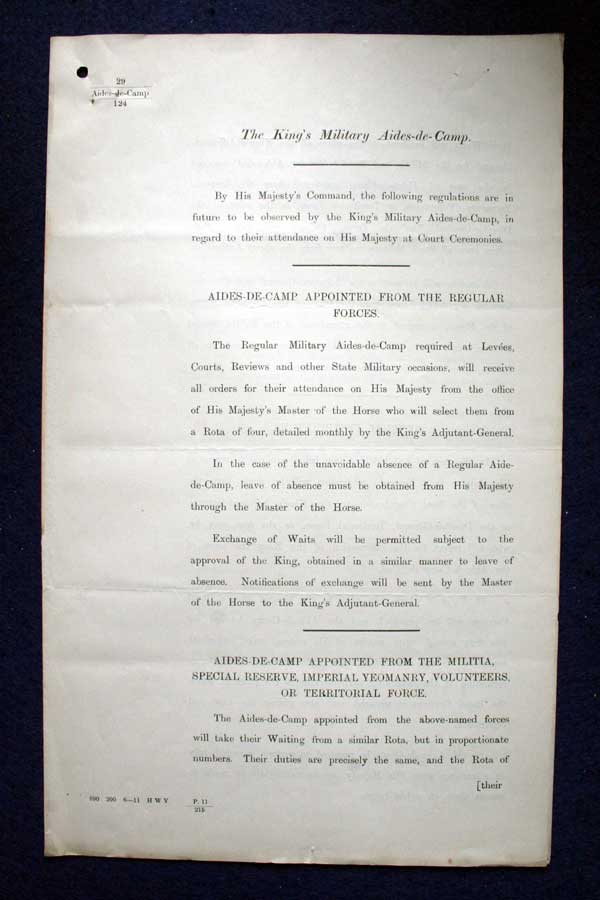 29
Aides-de-Camp
124
The King's Military Aides-de-Camp.
By His Majesty's Command, the following regulations are in
future to be observed by the King's Military Aides-de-Camp, in
regard to their attendance on His Majesty at Court Ceremonies.
AIDES-DE-CAMP APPOINTED FROM THE REGULAR
FORCES.
The Regular Military Aides-de-Camp required at Levées,
Courts, Reviews and other State Military occasions, will receive
all orders for their attendance on His Majesty from the office
of His Majesty's Master of the Horse who will select them from
a Rota of four, detailed monthly by the King's Adjutant-General.
In the case of the unavoidable absence of a Regular Aide-
de-Camp, leave of absence must be obtained from His Majesty
through the Master of the Horse.
Exchange of Waits will be permitted subject to the
approval of the King, obtained in a similar manner to leave of
absence. Notifications of exchange will be sent by the Master
of the Horse to the King's Adjutant-General.
AIDES-DE-CAMP APPOINTED FROM THE MILITIA,
SPECIAL RESERVE, IMPERIAL YEOMANRY, VOLUNTEERS,
OR TERRITORIAL FORCE.
The Aides-de-Camp appointed from the above-named forces
will take their Waiting from a similar Rota, but in proportionate
numbers. Their duties are precisely the same, and the Rota of
[their
200 6—11 H W Y P. 11